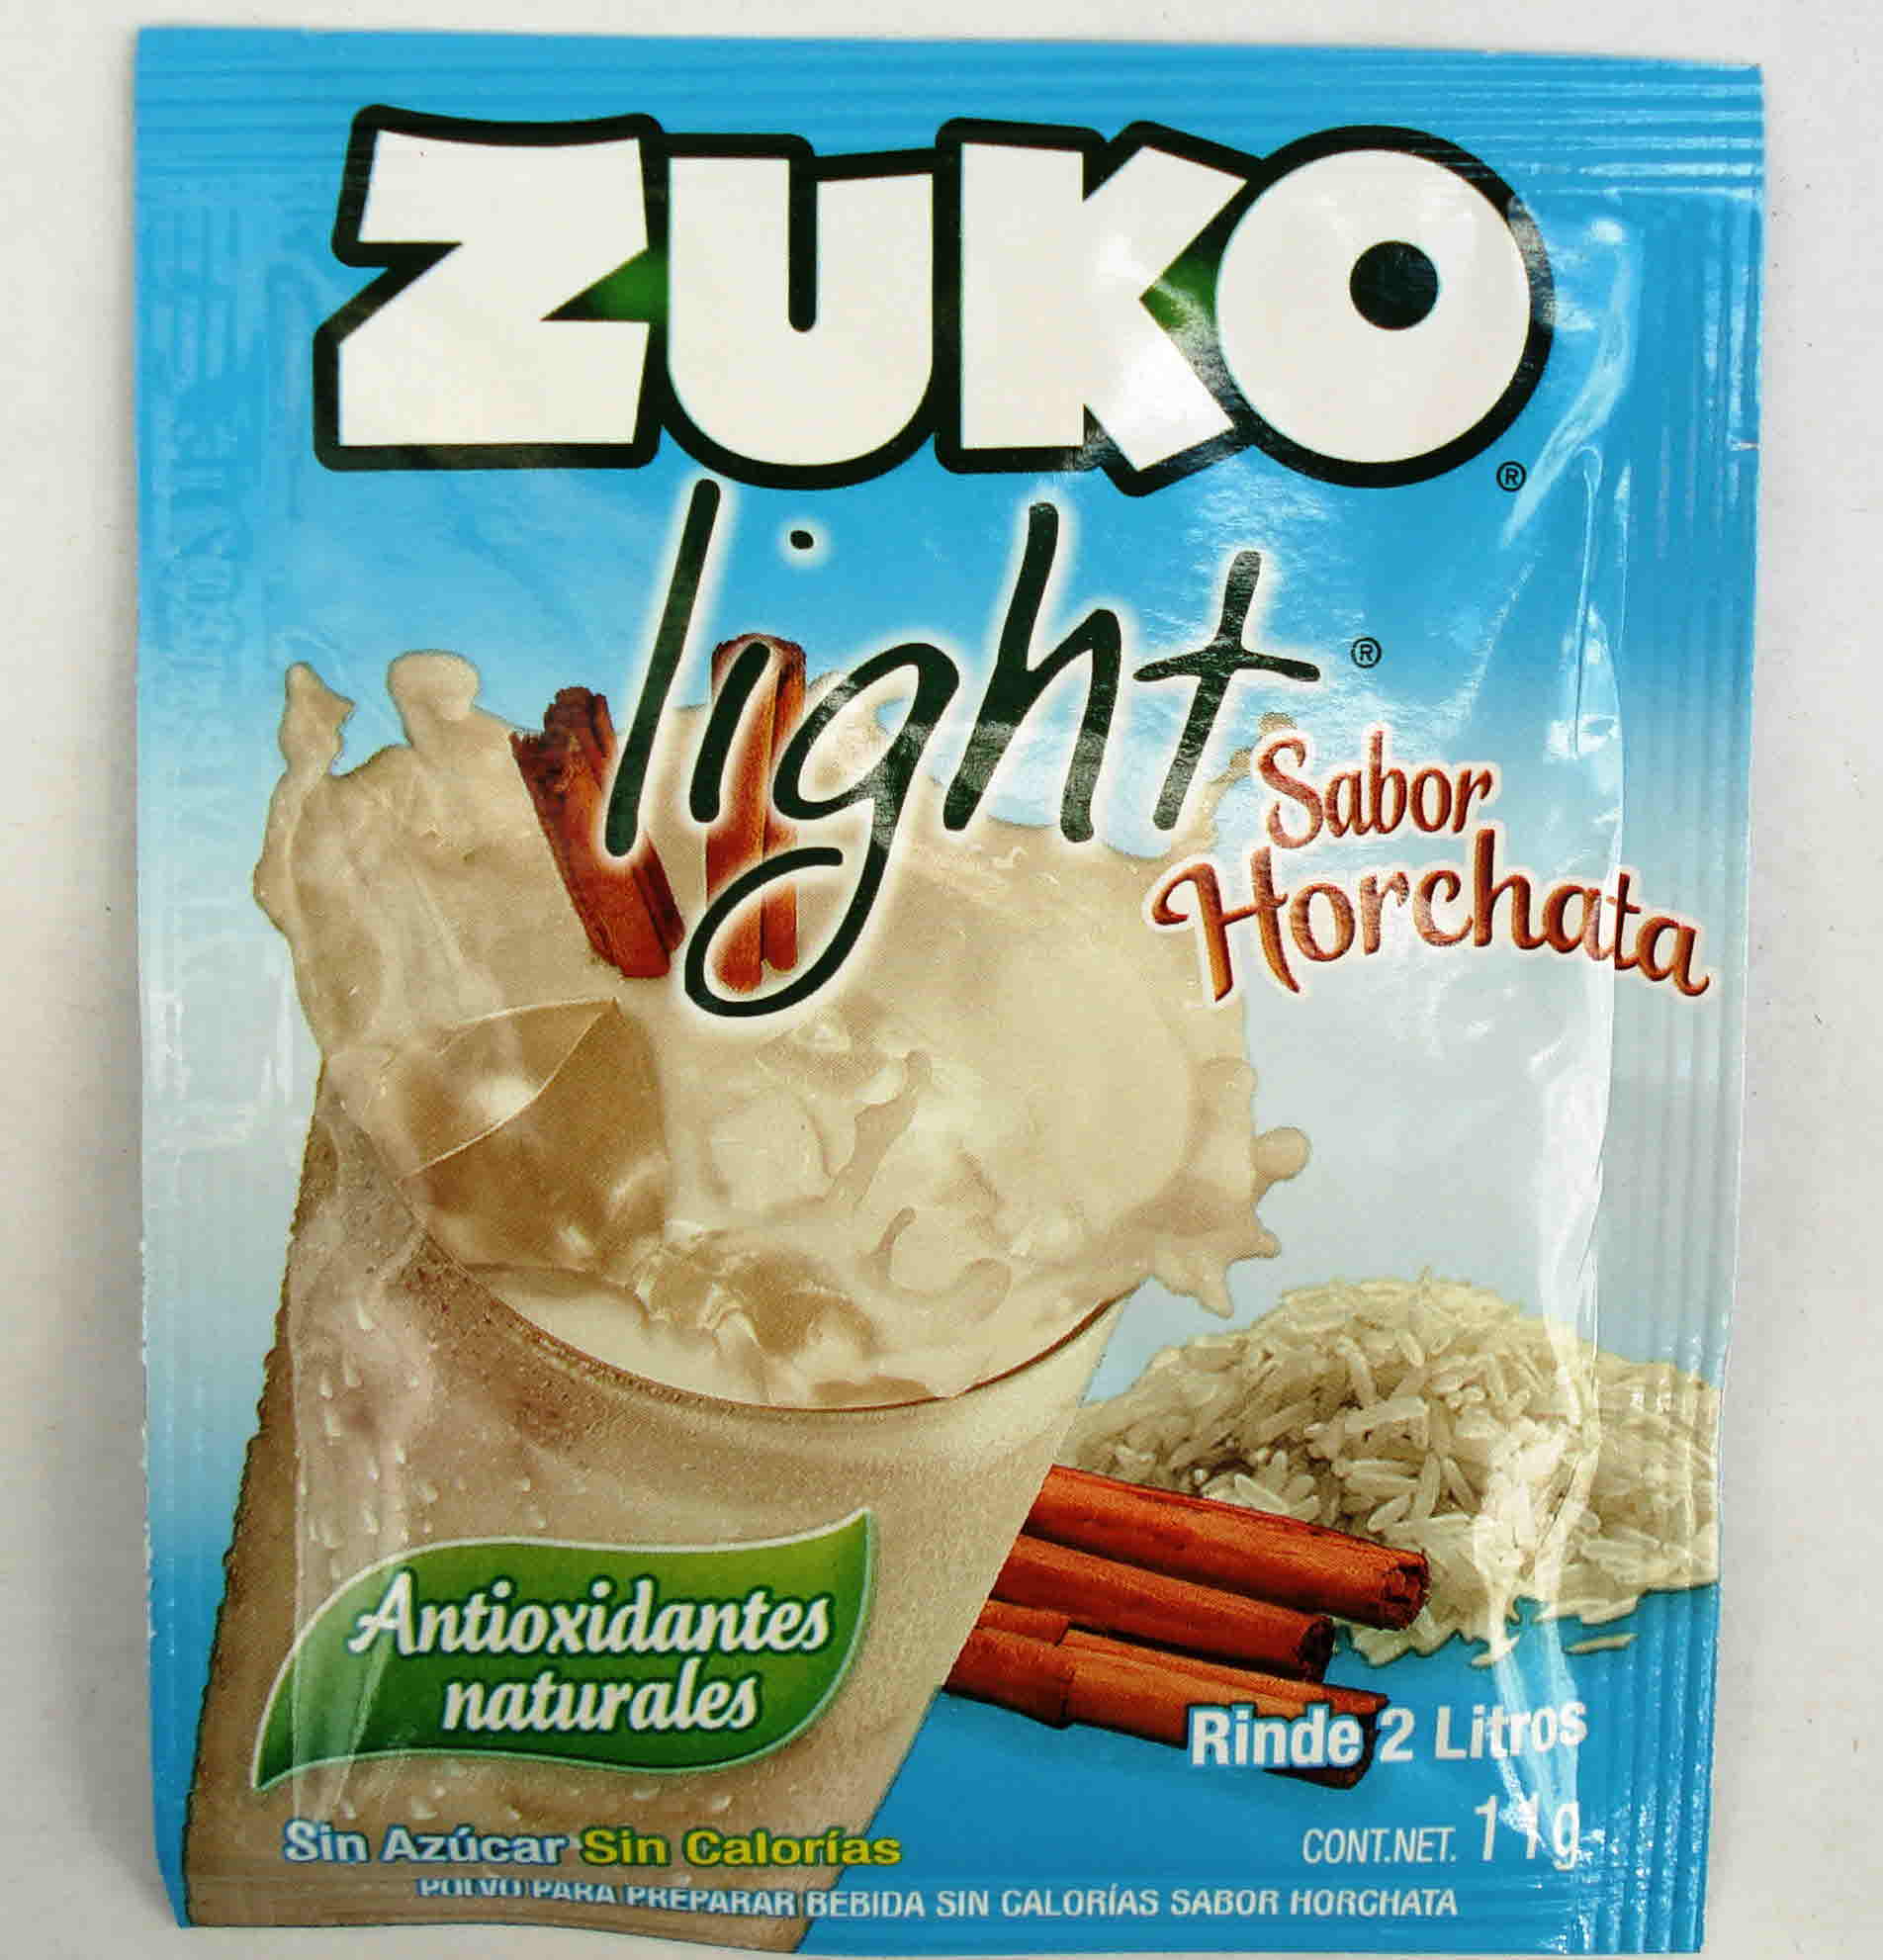 ZUKO
®
light ®
Sabor
Horchata
Antioxidantes
naturales
Rinde 2 Litros
CONT.NET. 11g
Sin Azúcar Sin Calorías
POLVO PARA PREPARAR BEBIDA SIN CALORÍAS SABOR HORCHATA